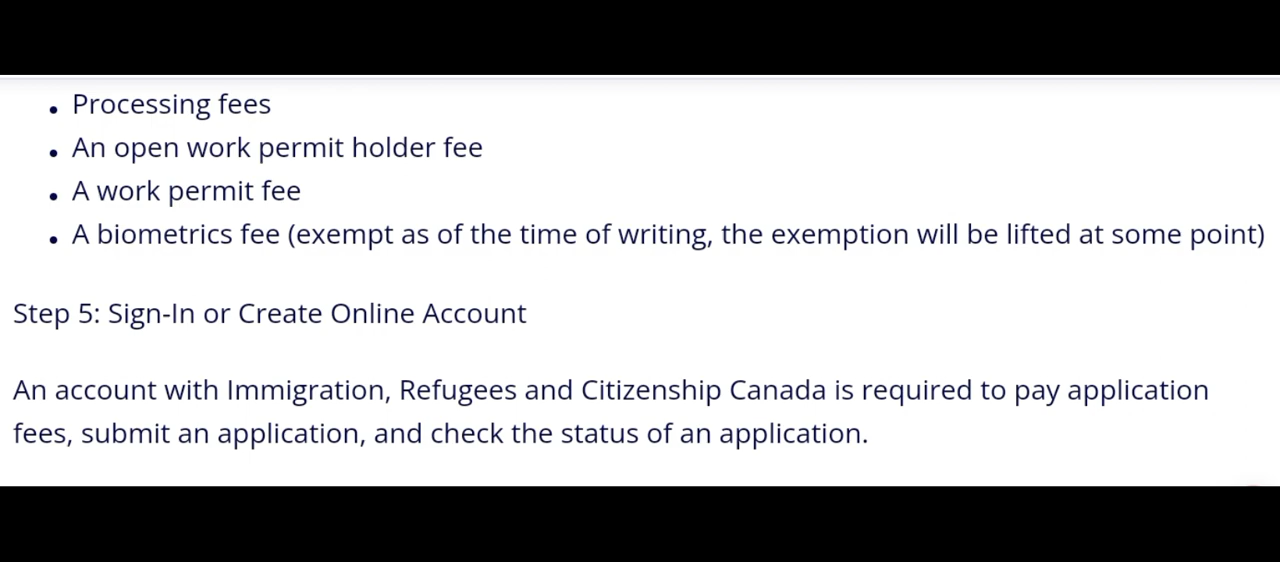 • Processing fees
• An open work permit holder fee
• A work permit fee
• A biometrics fee (exempt as of the time of writing, the exemption will be lifted at some point)
Step 5: Sign-In or Create Online Account
An account with Immigration, Refugees and Citizenship Canada is required to pay application
fees, submit an application, and check the status of an application.